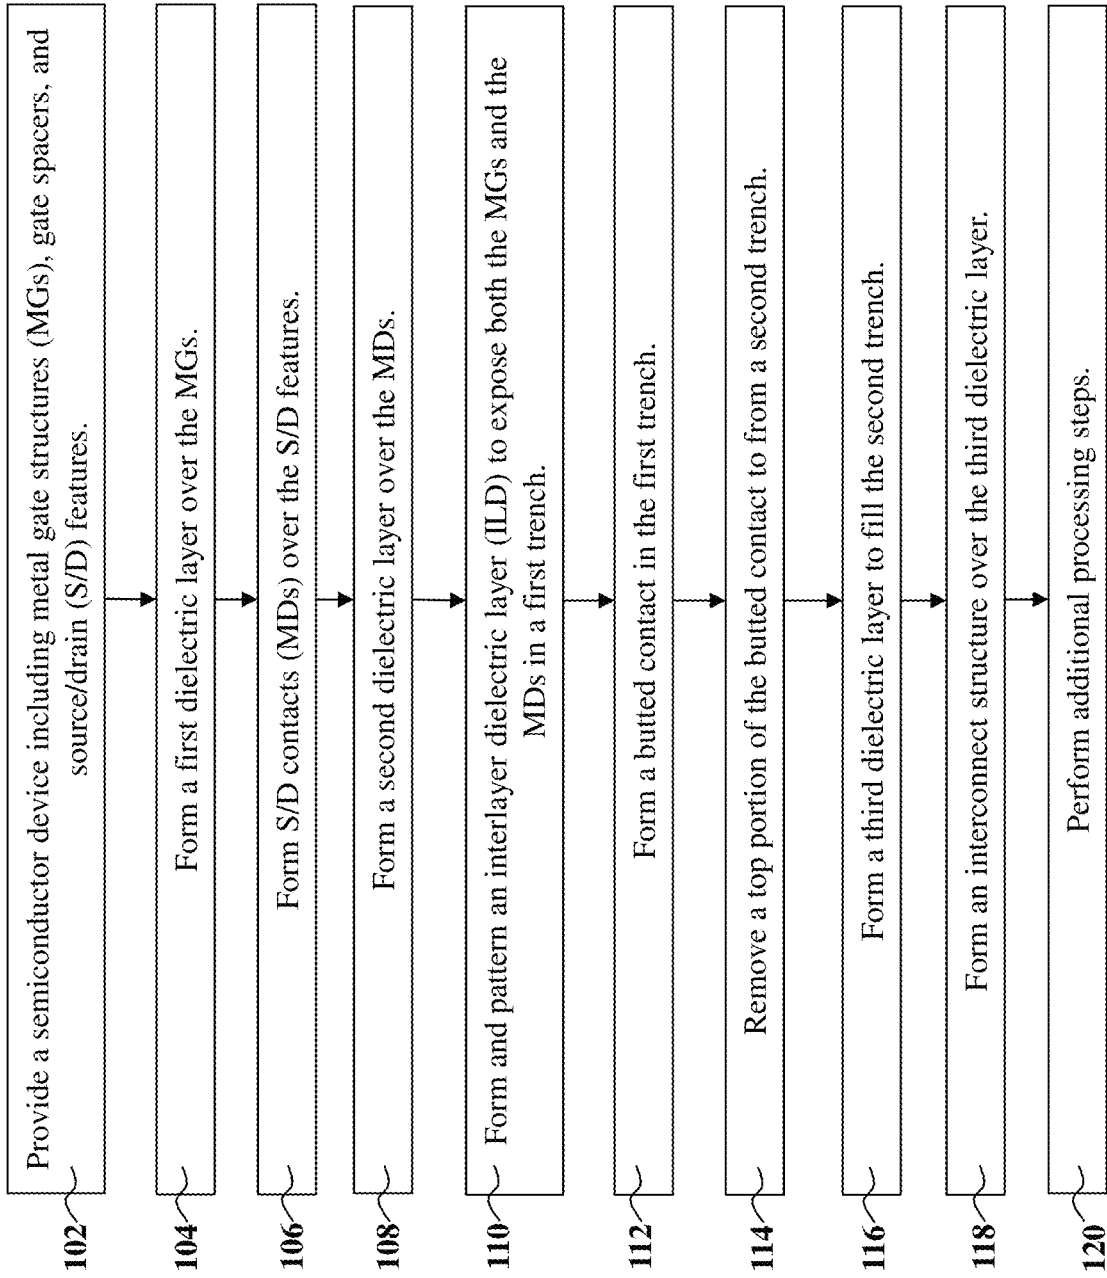 102
Provide a semiconductor device including metal gate structures (MGs), gate spacers, and
source/drain (S/D) features.
104
Form a first dielectric layer over the MGs.
106
Form S/D contacts (MDs) over the S/D features.
108
Form a second dielectric layer over the MDs.
110
Form and pattern an interlayer dielectric layer (ILD) to expose both the MGs and the
MDs in a first trench.
112
Form a butted contact in the first trench.
114
Remove a top portion of the butted contact to from a second trench.
116
Form a third dielectric layer to fill the second trench.
118
Form an interconnect structure over the third dielectric layer.
120
Perform additional processing steps.